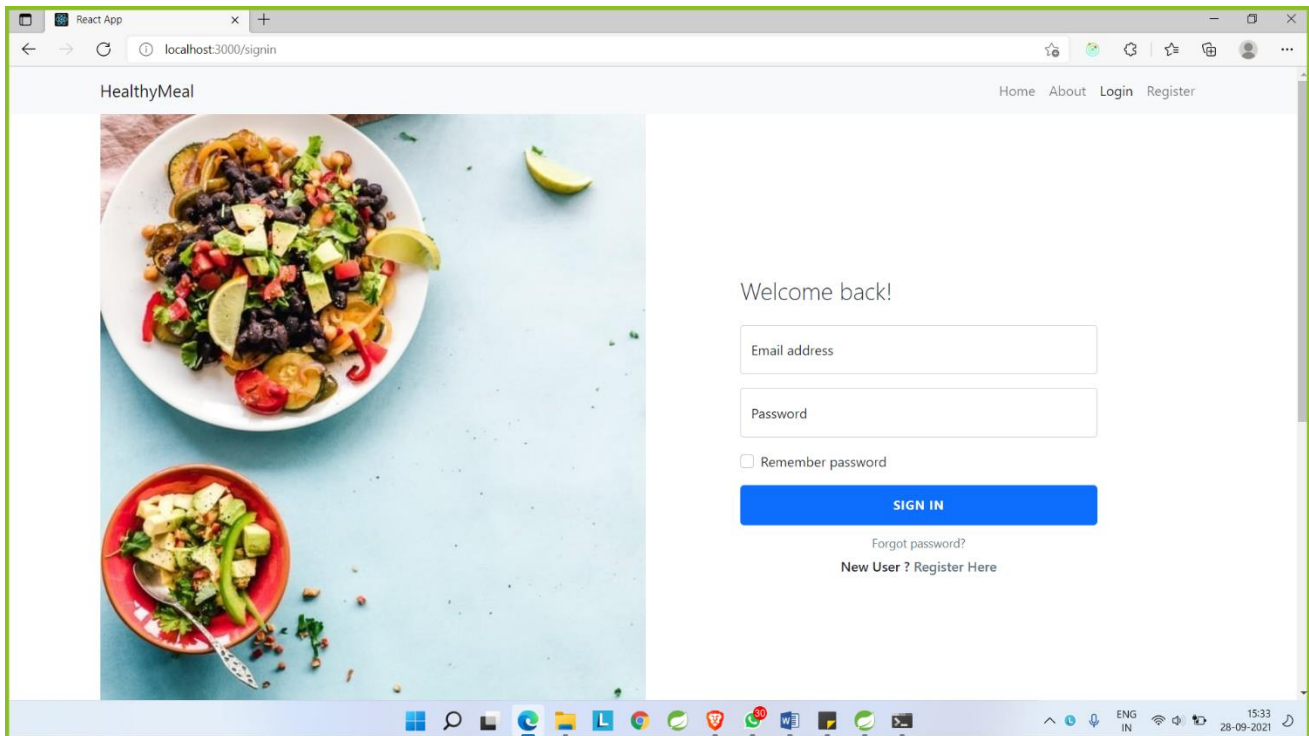 React App
localhost:3000/signin
HealthyMeal
Home About Login Register
Welcome back!
Email address
Password
Remember password
SIGN IN
Forgot password?
New User ? Register Here
30
L
ENG
IN
15:33
28-09-2021